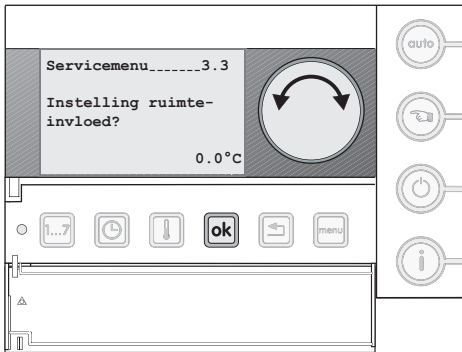 Servicemenu_______3.3
Instelling ruimte-
invloed?
0.0°C
auto
1...7
ok
menu
i